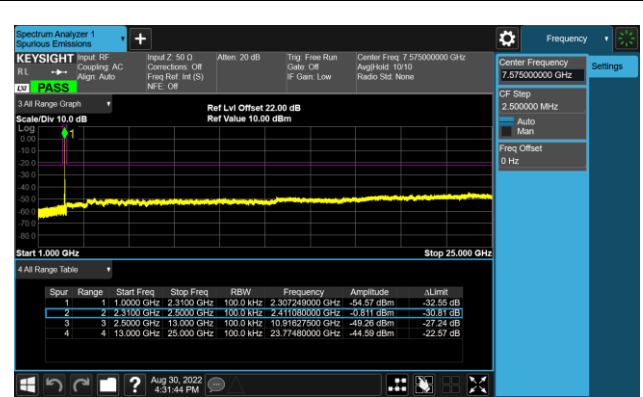 Spectrum Analyzer 1
Spurious Emissions
Frequency
KEYSIGHT
Input: RF
Coupling: AC
Align: Auto
Input Z: 50 Ω
Corrections: Off
Freq Ref: Int (S)
NFE: Off
Atten: 20 dB
Trig: Free Run
Gate: Off
IF Gain: Low
Center Freq: 7.575000000 GHz
Avg|Hold: 10/10
Radio Std: None
RL
LXI PASS
Center Frequency
7.575000000 GHz
Settings
CF Step
2.500000 MHz
Auto
Man
Freq Offset
0 Hz
3 All Range Graph
Scale/Div 10.0 dB
Ref Lvl Offset 22.00 dB
Ref Value 10.00 dBm
Log
1
0.00
-10.0
-20.0
-30.0
-40.0
-50.0
-60.0
-70.0
-80.0
Start 1.000 GHz
Stop 25.000 GHz
4 All Range Table
Spur Range Start Freq Stop Freq RBW Frequency Amplitude ΔLimit
1 1 1.0000 GHz 2.3100 GHz 100.0 kHz 2.307249000 GHz -54.57 dBm -32.55 dB
2 2 2.3100 GHz 2.5000 GHz 100.0 kHz 2.411080000 GHz -0.811 dBm -30.81 dB
3 3 2.5000 GHz 13.000 GHz 100.0 kHz 10.91627500 GHz -49.26 dBm -27.24 dB
4 4 13.000 GHz 25.000 GHz 100.0 kHz 23.77480000 GHz -44.59 dBm -22.57 dB
?
Aug 30, 2022
4:31:44 PM